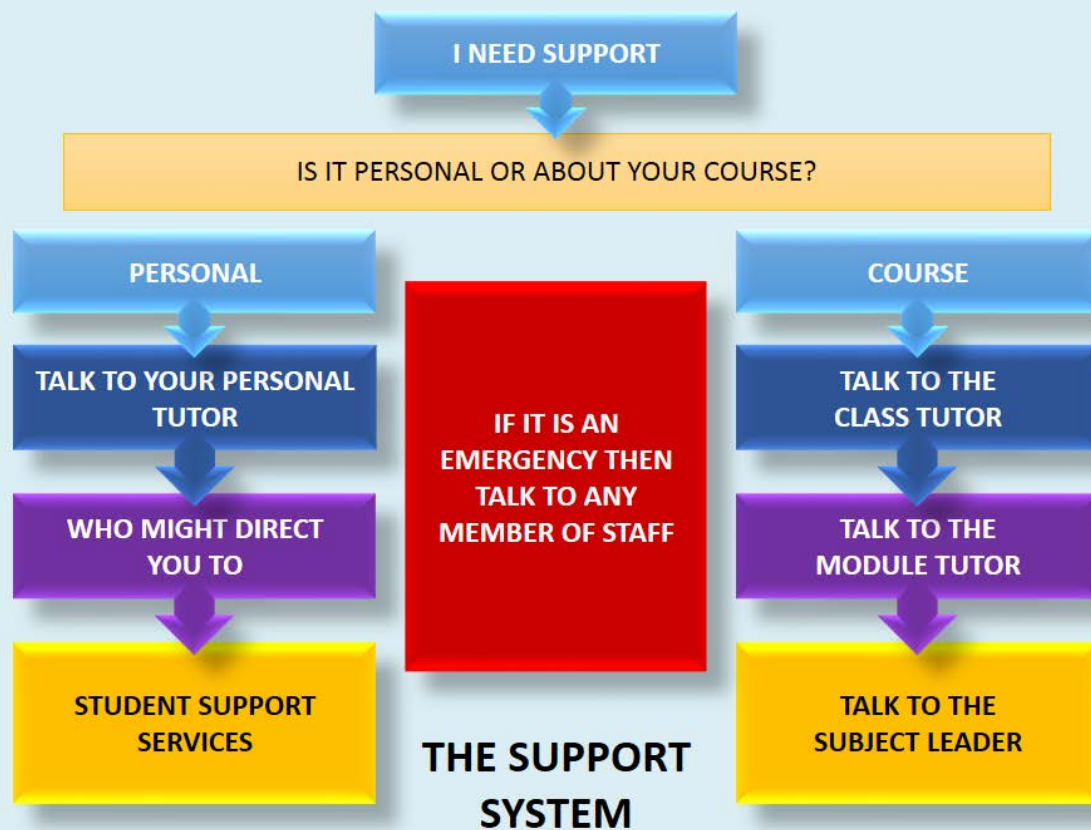 I NEED SUPPORT
IS IT PERSONAL OR ABOUT YOUR COURSE?
PERSONAL
TALK TO YOUR PERSONAL
TUTOR
WHO MIGHT DIRECT
YOU TO
STUDENT SUPPORT
SERVICES
IF IT IS AN
EMERGENCY THEN
TALK TO ANY
MEMBER OF STAFF
COURSE
TALK TO THE
CLASS TUTOR
TALK TO THE
MODULE TUTOR
TALK TO THE
SUBJECT LEADER
THE SUPPORT
SYSTEM